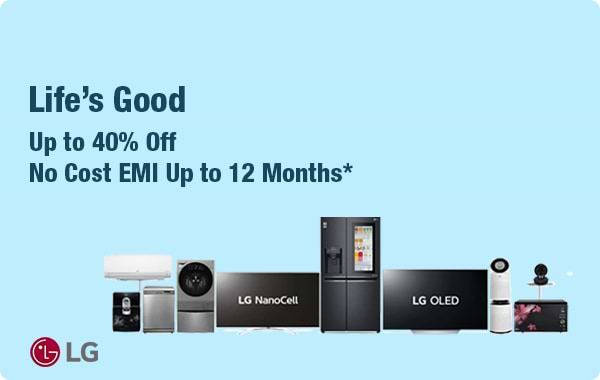 Life's Good
Up to 40% Off
No Cost EMI Up to 12 Months*
LG NanoCell
LG OLED
LG